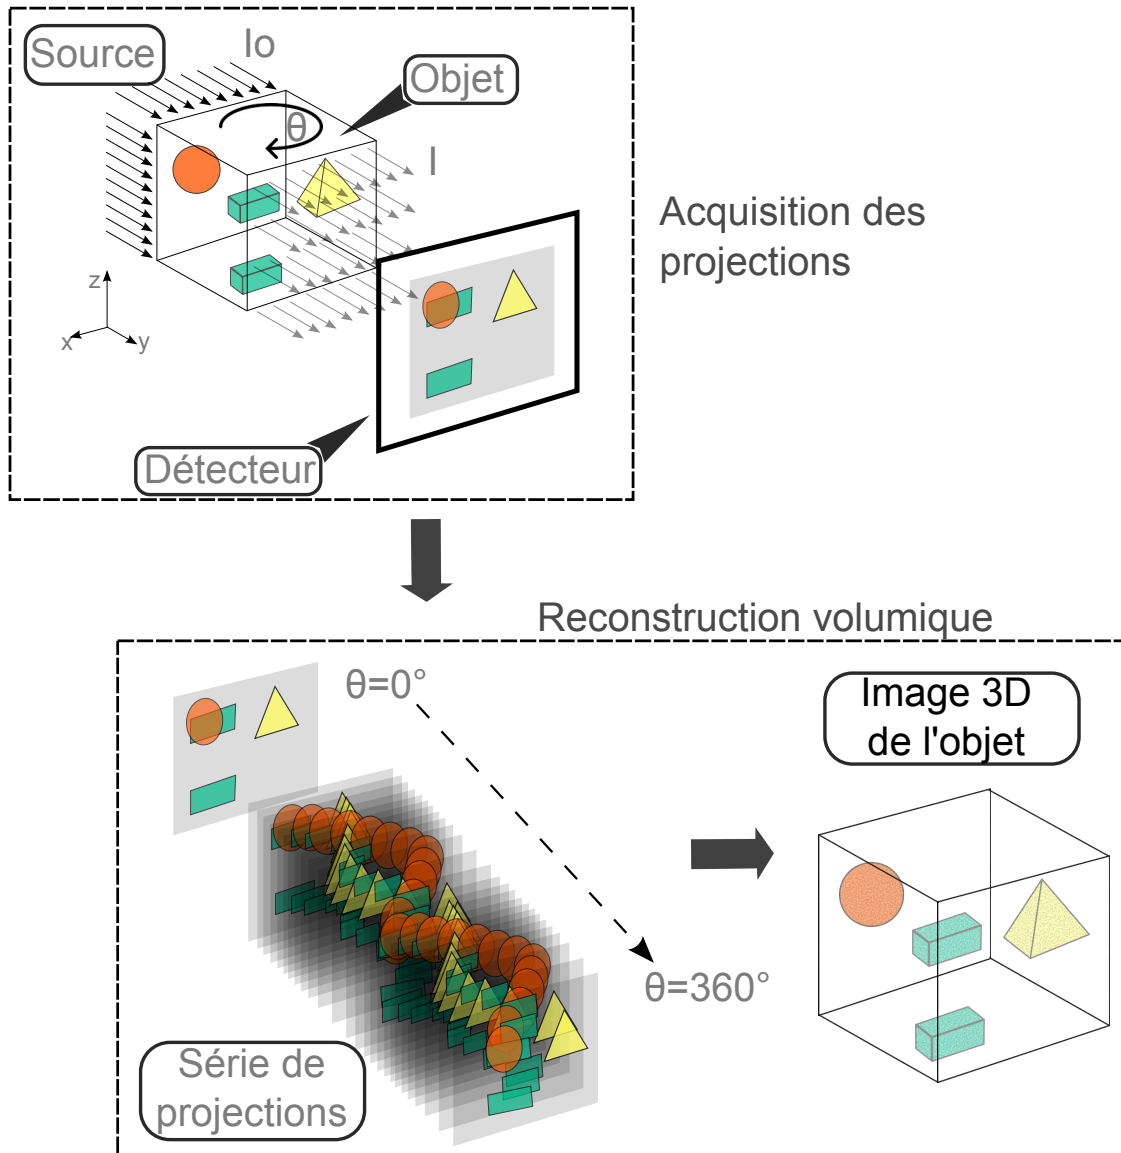 Source
Io
Objet
θ
I
Acquisition des
projections
z
x
y
Détecteur
Reconstruction volumique
θ=0°
Image 3D
de l'objet
θ=360°
Série de
projections